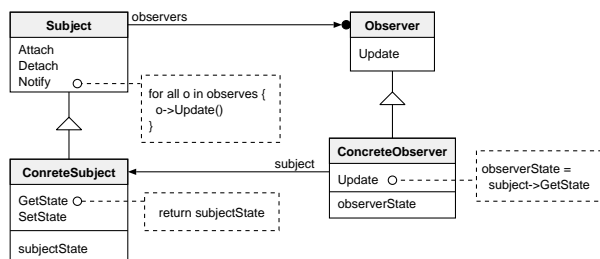 Subject
observers
Observer
Attach
Detach
Notify
Update
for all o in observes {
o->Update()
}
ConreteSubject
subject
ConcreteObserver
GetState
SetState
return subjectState
Update
observerState =
subject->GetState
observerState
subjectState